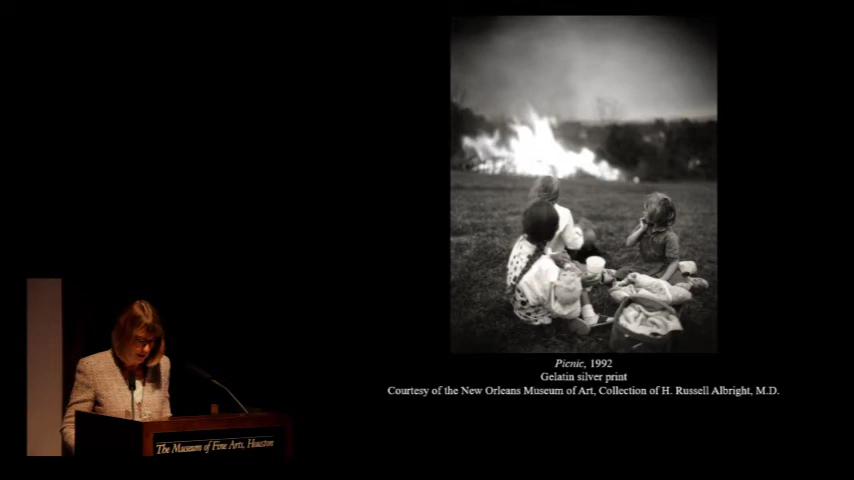 Picnic, 1992
Gelatin silver print
Courtesy of the New Orleans Museum of Art, Collection of H. Russell Albright, M.D.
The Museum of Fine Arts, Houston